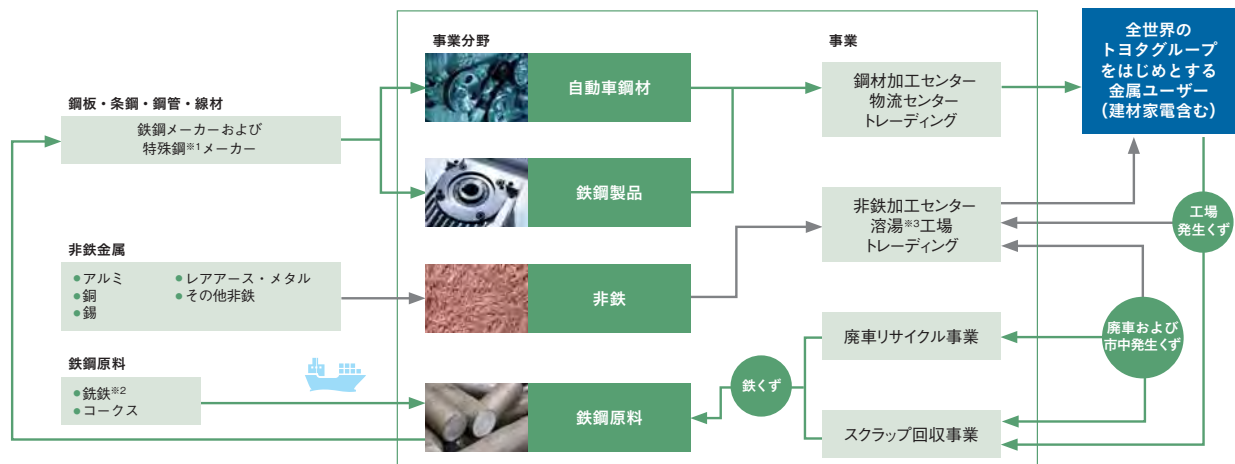 事業分野
事業
全世界の
トヨタグループ
をはじめとする
金属ユーザー
(建材家電含む)
鋼板・条鋼・鋼管・線材
鉄鋼メーカーおよび
特殊鋼※1メーカー
自動車鋼材
鋼材加工センター
物流センター
トレーディング
鉄鋼製品
非鉄加工センター
溶湯※3工場
トレーディング
工場
発生くず
非鉄金属
●アルミ
●銅
●錫
●レアアース・メタル
●その他非鉄
非鉄
廃車リサイクル事業
廃車および
市中発生くず
鉄鋼原料
●銑鉄※2
●コークス
鉄鋼原料
鉄くず
スクラップ回収事業